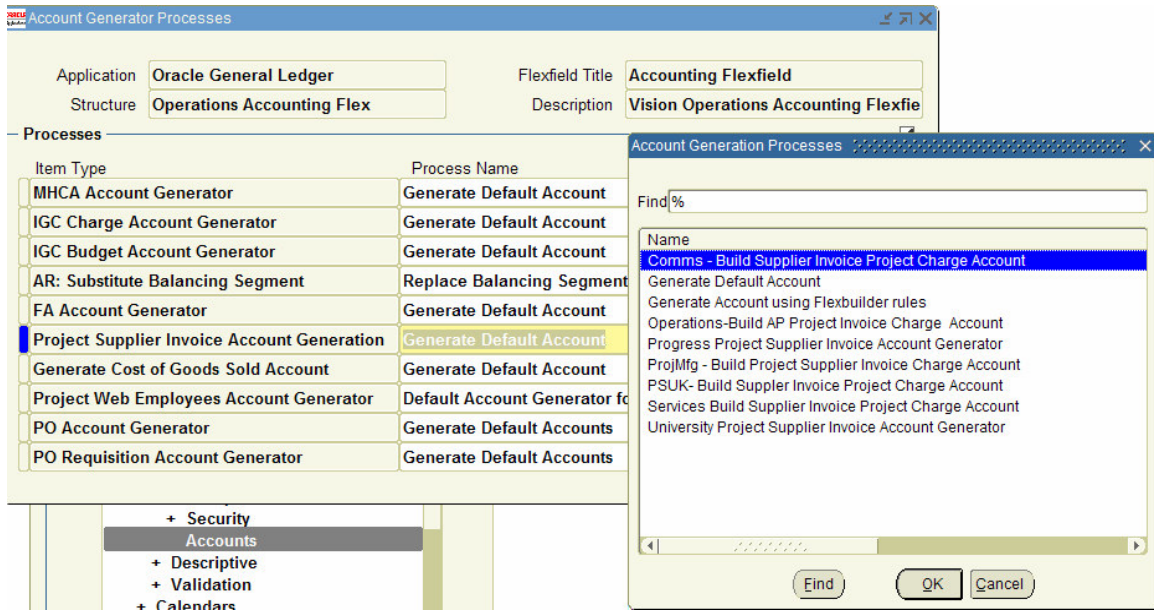 ORACLE
Account Generator Processes
Application Oracle General Ledger Flexfield Title Accounting Flexfield
Structure Operations Accounting Flex Description Vision Operations Accounting Flexfie
Processes
Item Type Process Name
MHCA Account Generator Generate Default Account
IGC Charge Account Generator Generate Default Account
IGC Budget Account Generator Generate Default Account
AR: Substitute Balancing Segment Replace Balancing Segment
FA Account Generator Generate Default Account
Project Supplier Invoice Account Generation Generate Default Account
Generate Cost of Goods Sold Account Generate Default Account
Project Web Employees Account Generator Default Account Generator fo
PO Account Generator Generate Default Accounts
PO Requisition Account Generator Generate Default Accounts
+ Security
Accounts
+ Descriptive
+ Validation
+ Calendars
Account Generation Processes
Find %
Name
Comms - Build Supplier Invoice Project Charge Account
Generate Default Account
Generate Account using Flexbuilder rules
Operations-Build AP Project Invoice Charge Account
Progress Project Supplier Invoice Account Generator
ProjMfg - Build Project Supplier Invoice Charge Account
PSUK- Build Suppler Invoice Project Charge Account
Services Build Supplier Invoice Project Charge Account
University Project Supplier Invoice Account Generator
Find OK Cancel